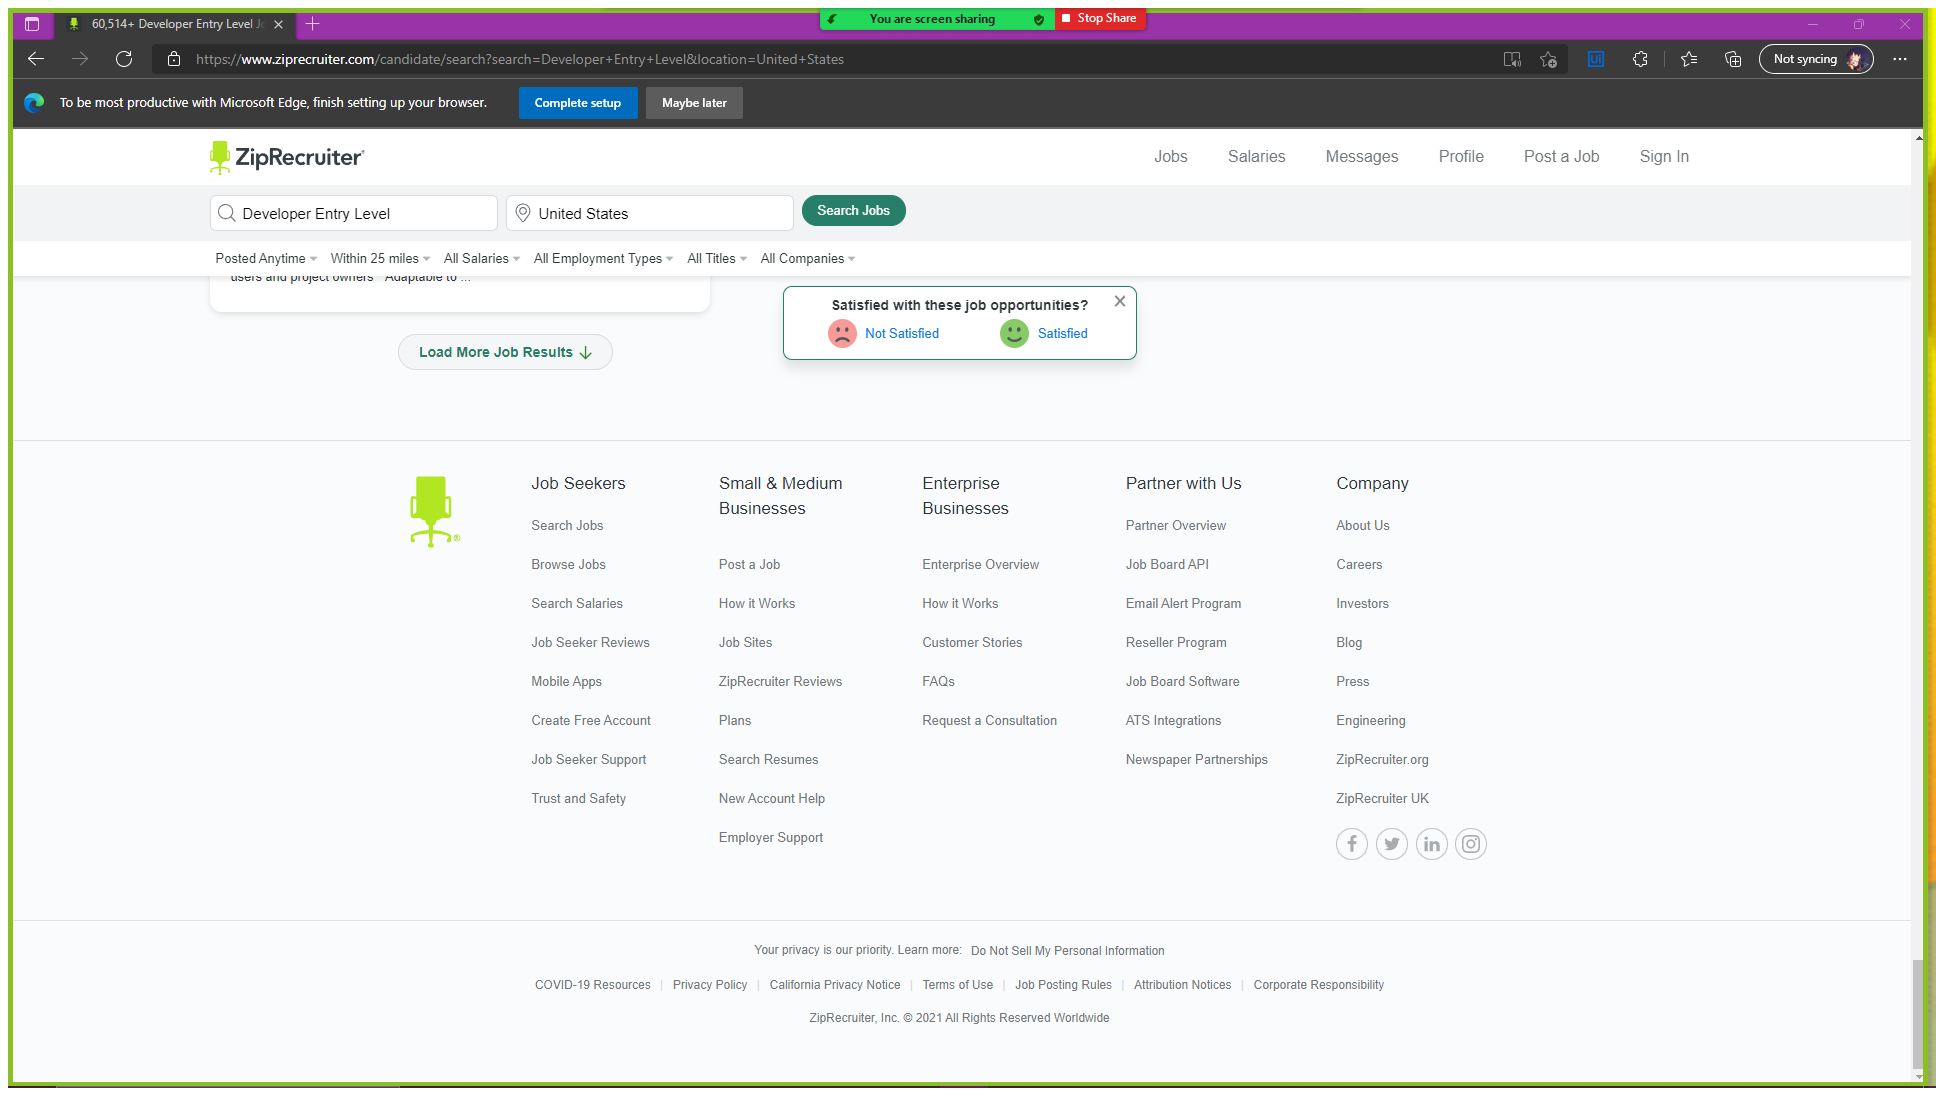 You are screen sharing Stop Share
60,514+ Developer Entry Level
https://www.ziprecruiter.com/candidate/search?search=Developer+Entry+Level&location=United+States
Not syncing
To be most productive with Microsoft Edge, finish setting up your browser. Complete setup Maybe later
ZipRecruiter Jobs Salaries Messages Profile Post a Job Sign In
Developer Entry Level United States Search Jobs
Posted Anytime Within 25 miles All Salaries All Employment Types All Titles All Companies
users and project owners Adaptable to ...
Satisfied with these job opportunities?
Not Satisfied Satisfied
Load More Job Results
Job Seekers
Search Jobs
Browse Jobs
Search Salaries
Job Seeker Reviews
Mobile Apps
Create Free Account
Job Seeker Support
Trust and Safety
Small & Medium
Businesses
Post a Job
How it Works
Job Sites
ZipRecruiter Reviews
Plans
Search Resumes
New Account Help
Employer Support
Enterprise
Businesses
Enterprise Overview
How it Works
Customer Stories
FAQs
Request a Consultation
Partner with Us
Partner Overview
Job Board API
Email Alert Program
Reseller Program
Job Board Software
ATS Integrations
Newspaper Partnerships
Company
About Us
Careers
Investors
Blog
Press
Engineering
ZipRecruiter.org
ZipRecruiter UK
Your privacy is our priority. Learn more: Do Not Sell My Personal Information
COVID-19 Resources | Privacy Policy | California Privacy Notice | Terms of Use | Job Posting Rules | Attribution Notices | Corporate Responsibility
ZipRecruiter, Inc. © 2021 All Rights Reserved Worldwide